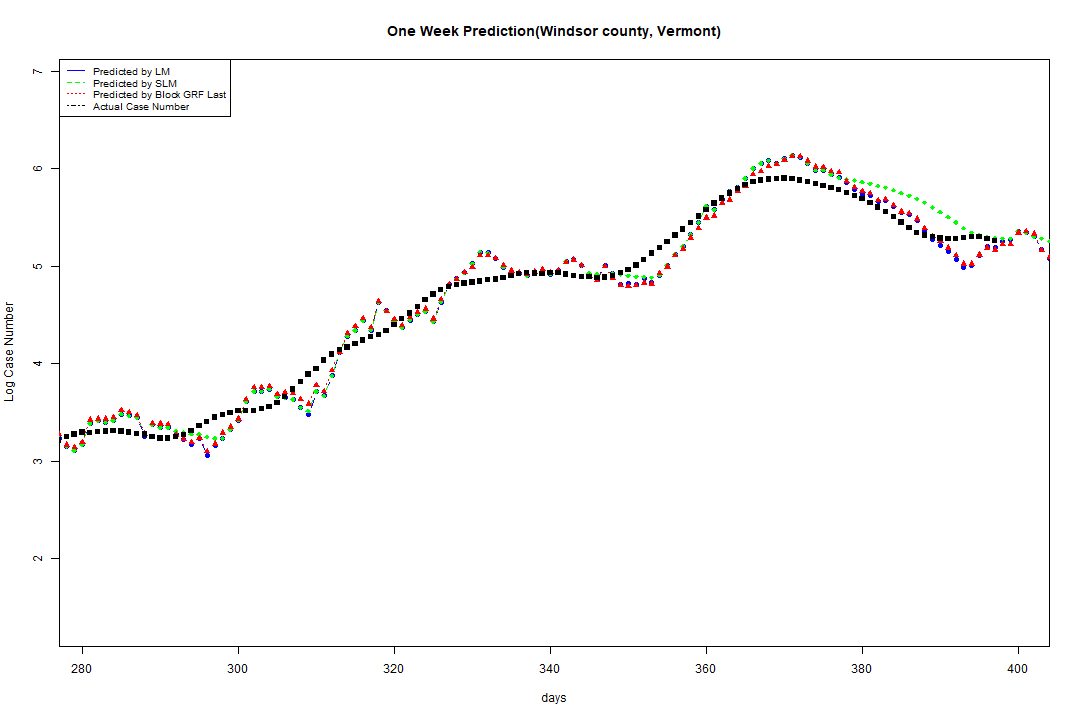 One Week Prediction(Windsor county, Vermont)
Predicted by LM
Predicted by SLM
Predicted by Block GRF Last
Actual Case Number
7
6
5
4
3
2
Log Case Number
280 300 320 340 360 380 400
days